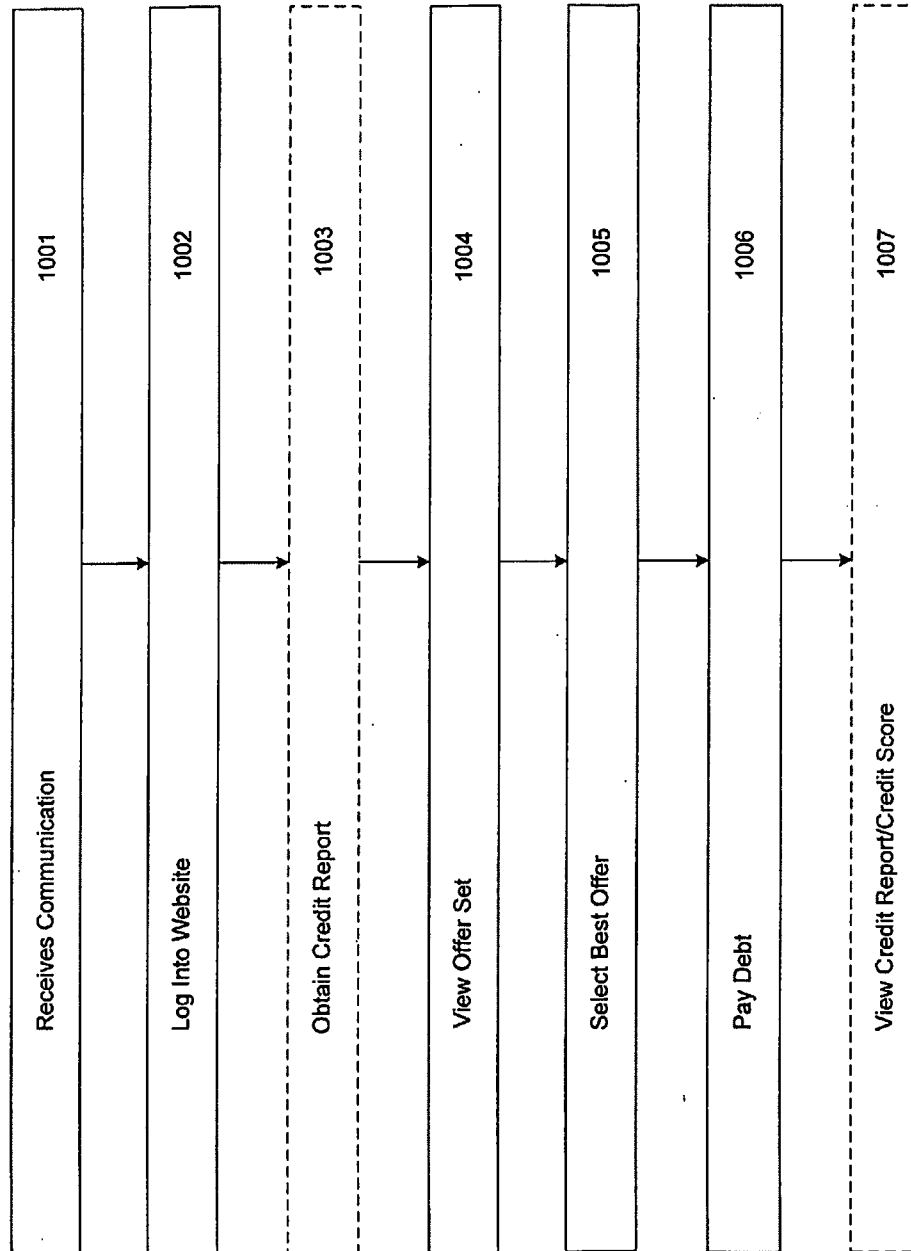 Receives Communication 1001
Log Into Website 1002
Obtain Credit Report 1003
View Offer Set 1004
Select Best Offer 1005
Pay Debt 1006
View Credit Report/Credit Score 1007